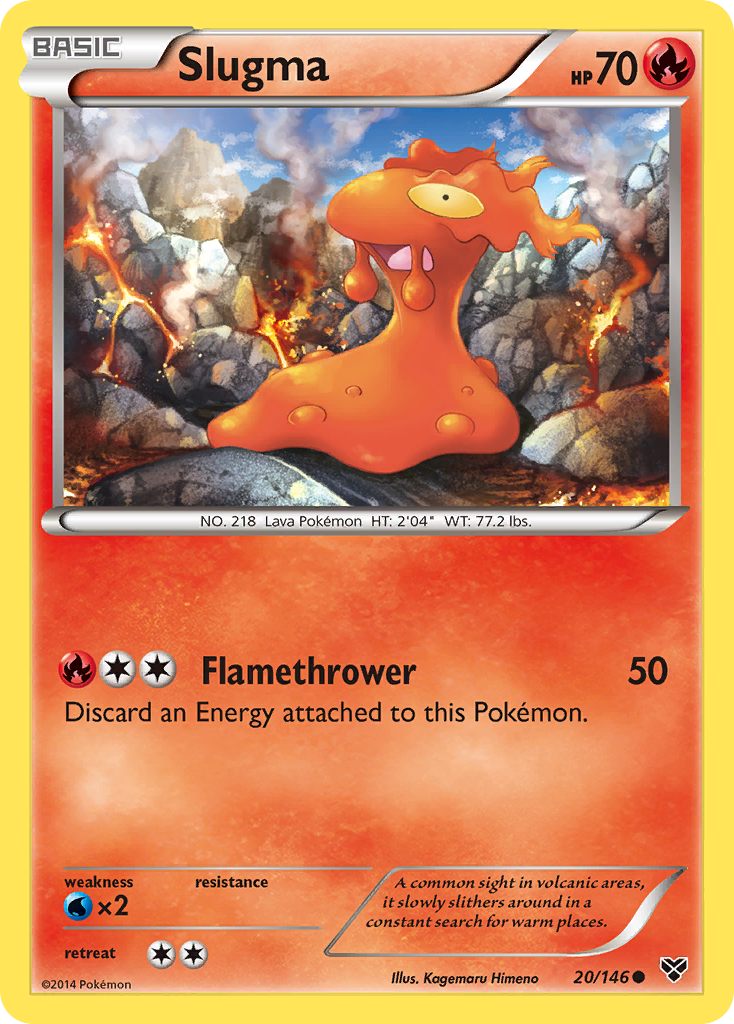 BASIC
Slugma
HP 70
NO. 218 Lava Pokémon HT: 2'04" WT: 77.2 lbs.
Flamethrower 50
Discard an Energy attached to this Pokémon.
weakness resistance
×2
A common sight in volcanic areas,
it slowly slithers around in a
constant search for warm places.
retreat
©2014 Pokémon
Illus. Kagemaru Himeno
20/146